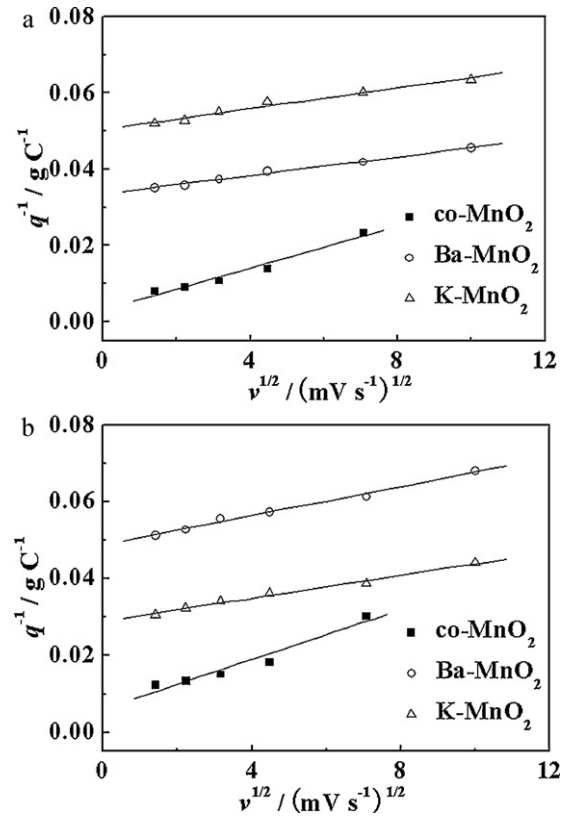 a
0.08
0.06
0.04
0.02
0.00
q⁻¹ / g C⁻¹
co-MnO₂
Ba-MnO₂
K-MnO₂
0 4 8 12
v^1/2 / (mV s⁻¹)^1/2
b
0.08
0.06
0.04
0.02
0.00
q⁻¹ / g C⁻¹
co-MnO₂
Ba-MnO₂
K-MnO₂
0 4 8 12
v^1/2 / (mV s⁻¹)^1/2